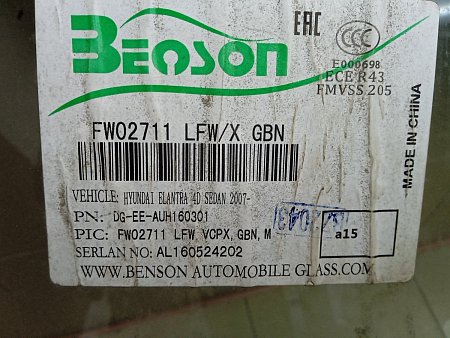 BENSON
EAC
CCC
E000698
ECE R43
FMVSS 205
MADE IN CHINA
FW02711 LFW/X GBN
VEHICLE: HYUNDAI ELANTRA 4D SEDAN 2007-
PN: DG-EE-AUH160301
PIC: FW02711 LFW, VCPX, GBN, M
a15
SERLAN NO: AL160524202
WWW.BENSON AUTOMOBILE GLASS.COM